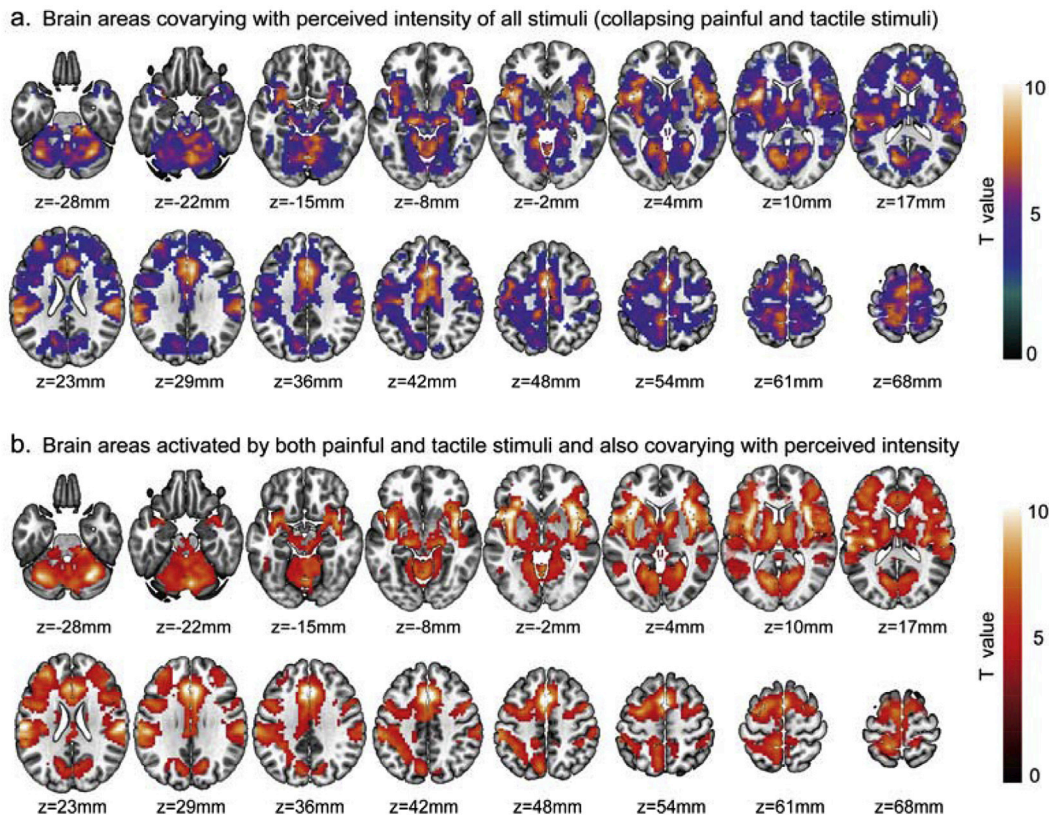 a. Brain areas covarying with perceived intensity of all stimuli (collapsing painful and tactile stimuli)
10
z=-28mm z=-22mm z=-15mm z=-8mm z=-2mm z=4mm z=10mm z=17mm
5
T value
z=23mm z=29mm z=36mm z=42mm z=48mm z=54mm z=61mm z=68mm
0
b. Brain areas activated by both painful and tactile stimuli and also covarying with perceived intensity
10
z=-28mm z=-22mm z=-15mm z=-8mm z=-2mm z=4mm z=10mm z=17mm
5
T value
z=23mm z=29mm z=36mm z=42mm z=48mm z=54mm z=61mm z=68mm
0